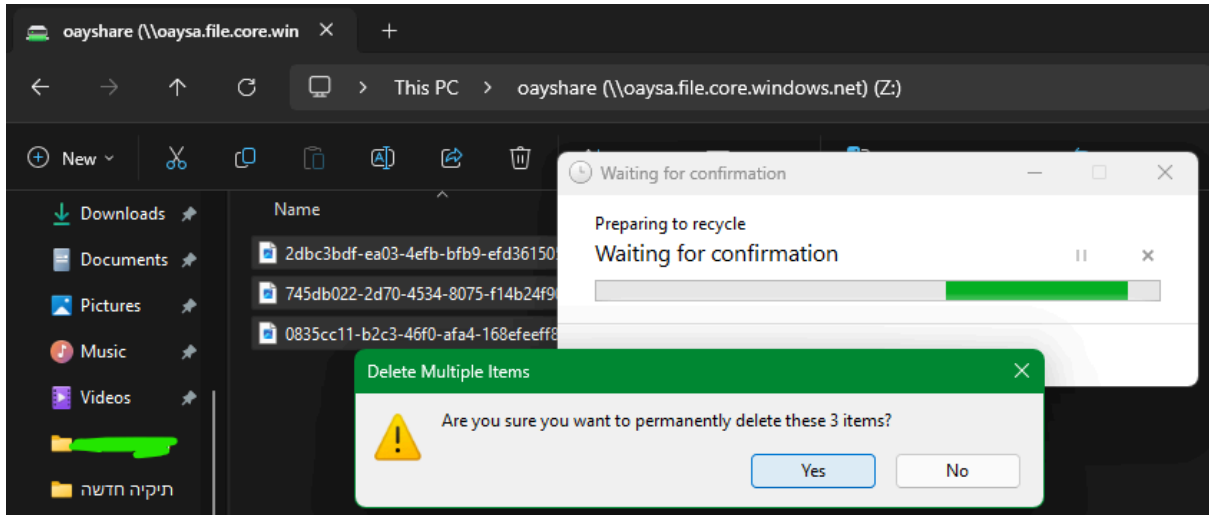 oayshare (\\oaysa.file.core.win
This PC > oayshare (\\oaysa.file.core.windows.net) (Z:)
New
Waiting for confirmation
Downloads
Name
Preparing to recycle
Waiting for confirmation
Documents
2dbc3bdf-ea03-4efb-bfb9-efd36150
Pictures
745db022-2d70-4534-8075-f14b24f9
0835cc11-b2c3-46f0-afa4-168efeeff8
Music
Delete Multiple Items
Videos
Are you sure you want to permanently delete these 3 items?
Yes
No
תיקיה חדשה